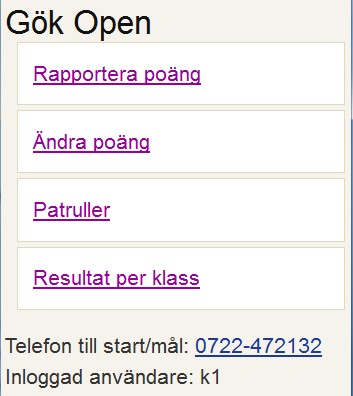 Gök Open
Rapportera poäng
Ändra poäng
Patruller
Resultat per klass
Telefon till start/mål: 0722-472132
Inloggad användare: k1